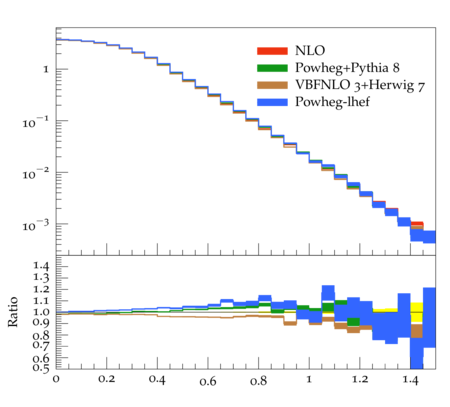 NLO
Powheg+Pythia 8
VBFNLO 3+Herwig 7
Powheg-lhef
1
10⁻¹
10⁻²
10⁻³
1.4
1.3
1.2
1.1
1.0
0.9
0.8
0.7
0.6
0.5
Ratio
0 0.2 0.4 0.6 0.8 1 1.2 1.4